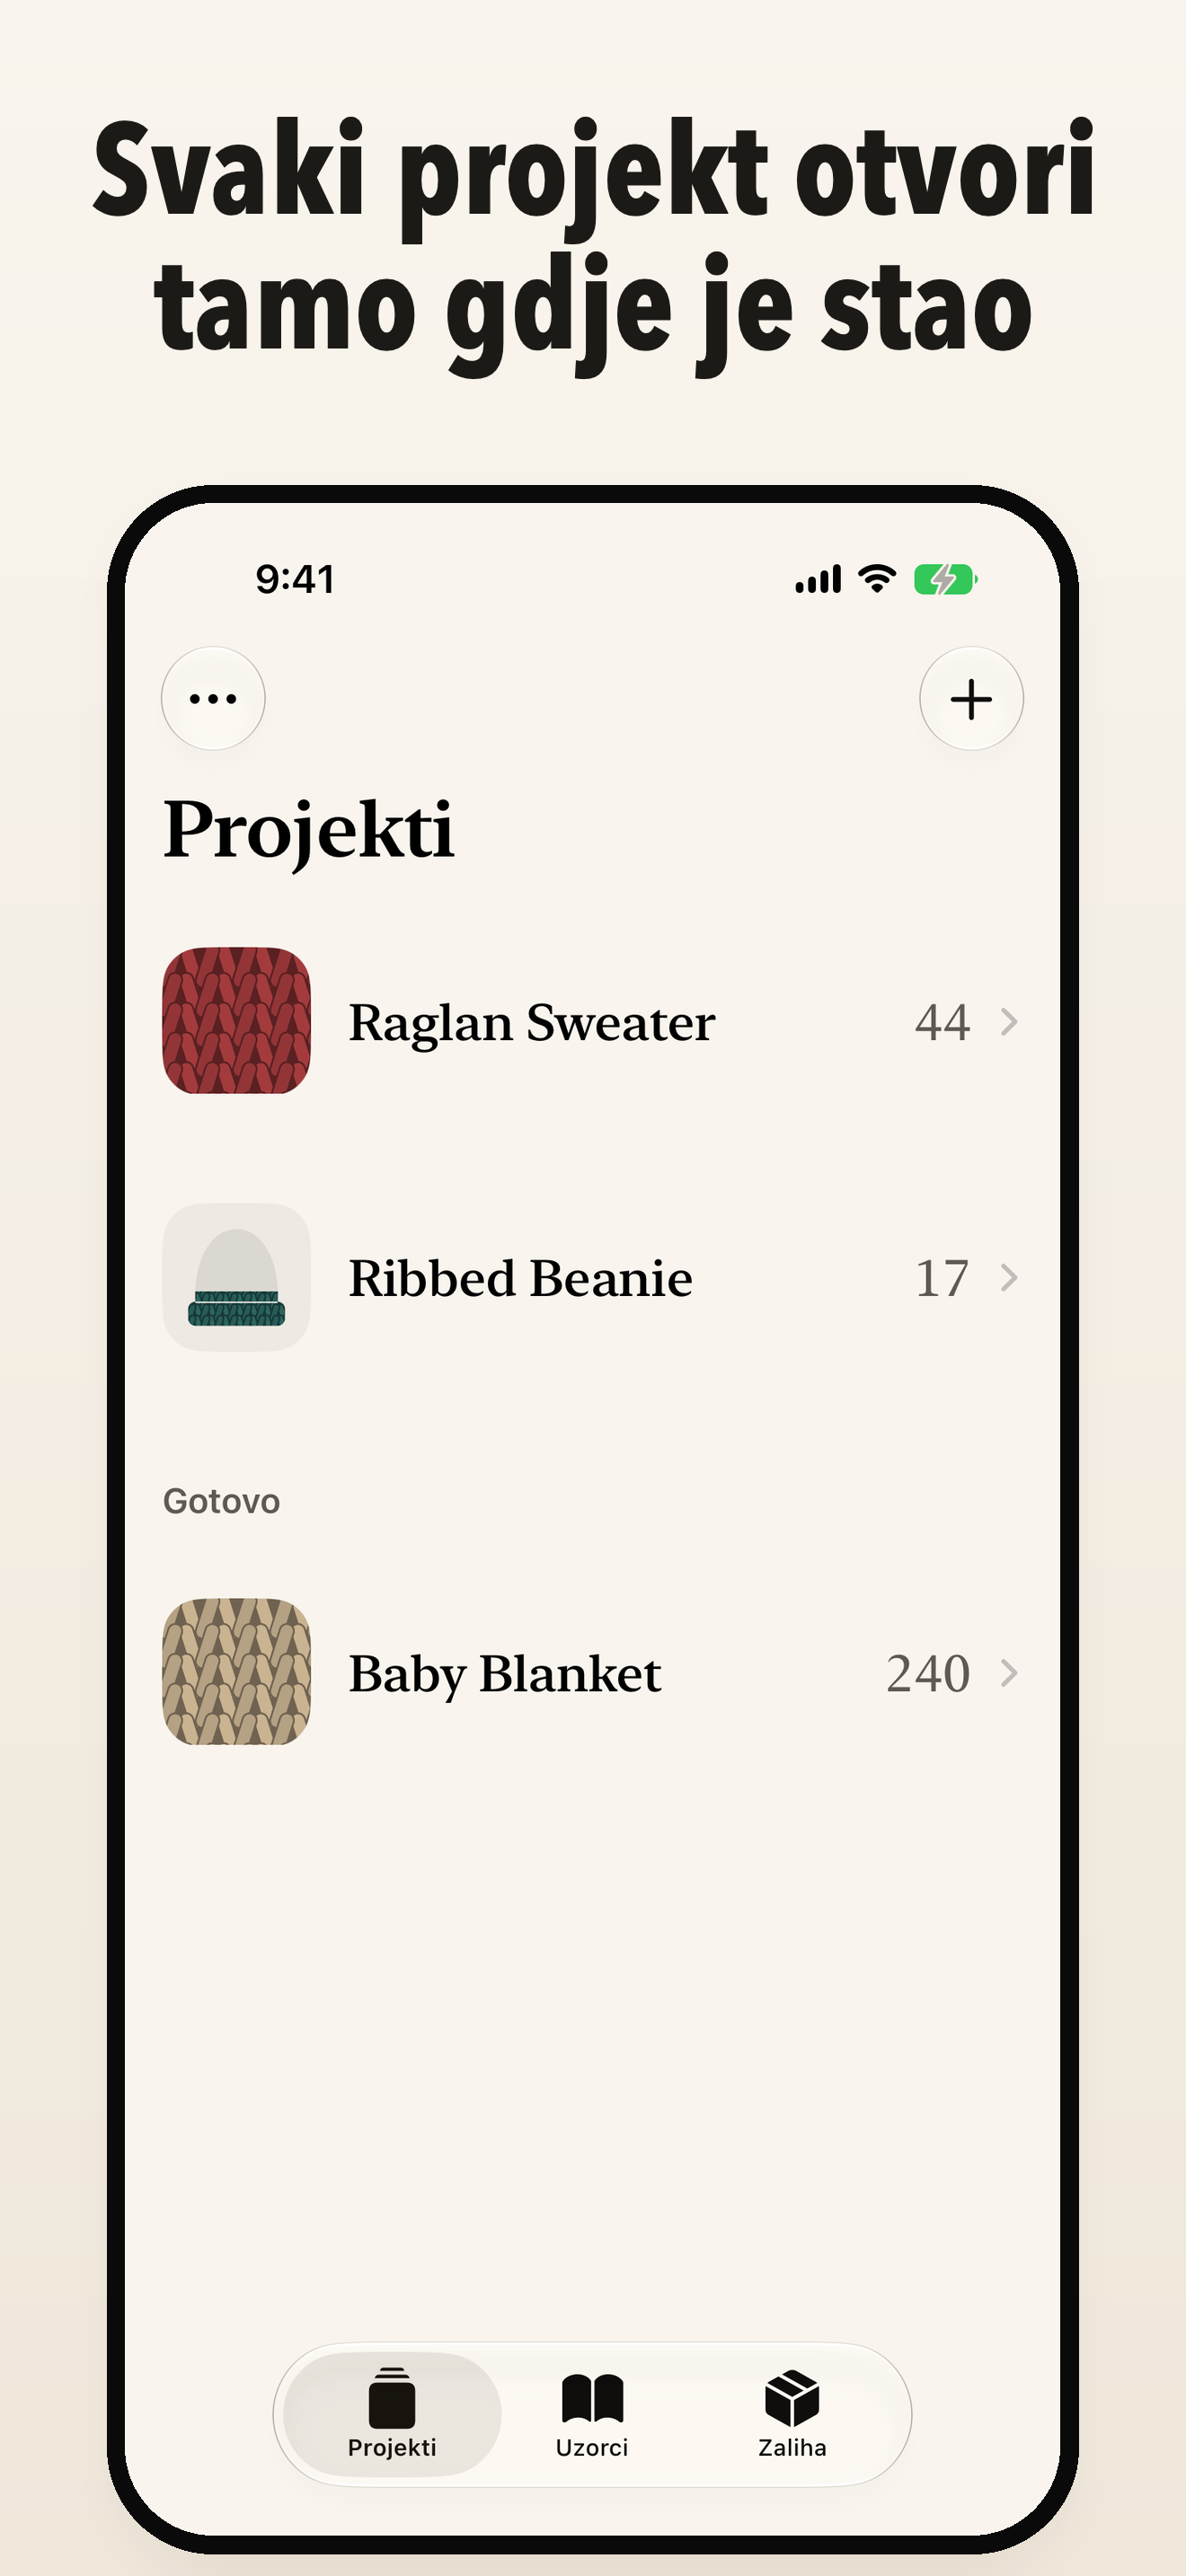 Svaki projekt otvori
tamo gdje je stao
9:41
Projekti
Raglan Sweater 44
Ribbed Beanie 17
Gotovo
Baby Blanket 240
Projekti Uzorci Zaliha